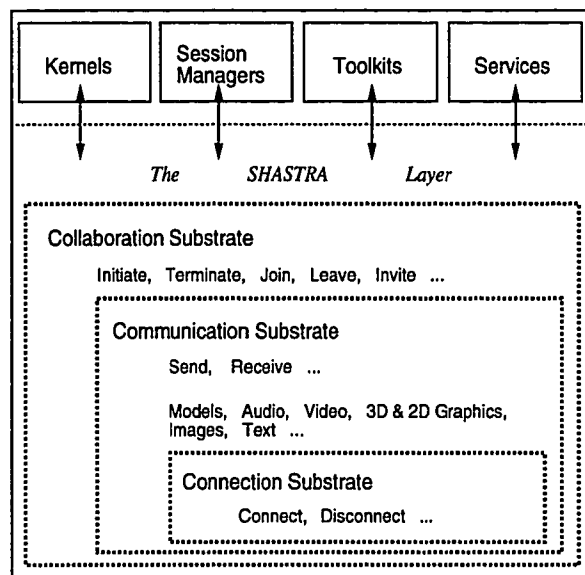 Kernels
Session
Managers
Toolkits
Services
The SHASTRA Layer
Collaboration Substrate
Initiate, Terminate, Join, Leave, Invite ...
Communication Substrate
Send, Receive ...
Models, Audio, Video, 3D & 2D Graphics,
Images, Text ...
Connection Substrate
Connect, Disconnect ...